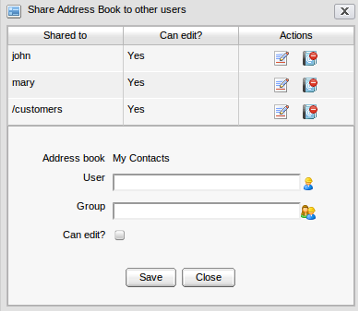 Share Address Book to other users
Shared to Can edit? Actions
john Yes
mary Yes
/customers Yes
Address book My Contacts
User
Group
Can edit?
Save Close